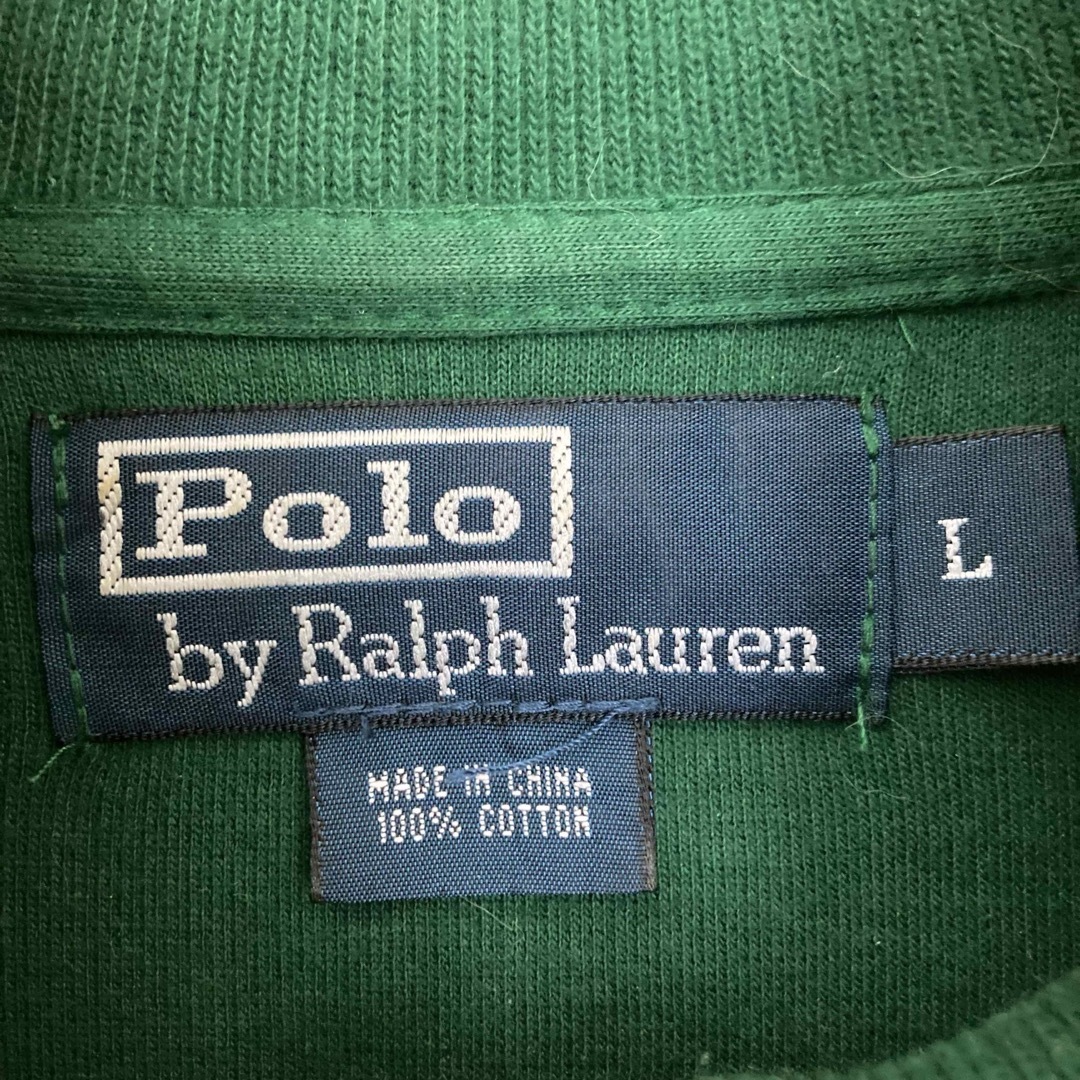 Polo
by Ralph Lauren
L
MADE IN CHINA
100% COTTON